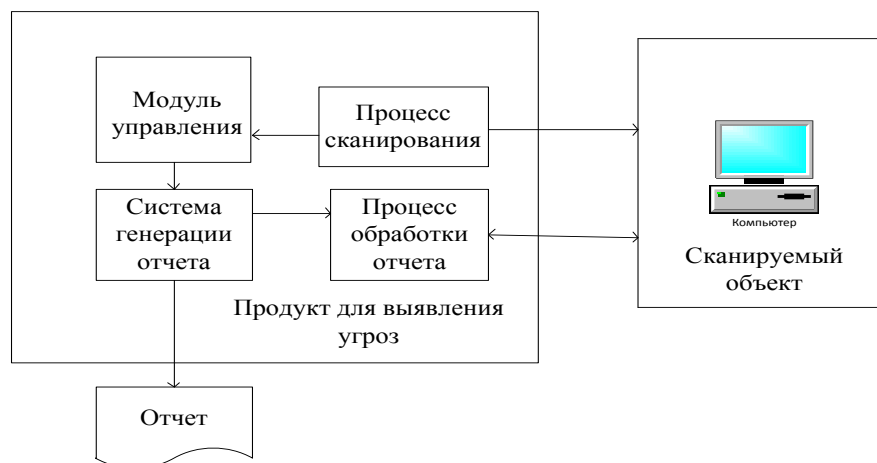 Модуль
управления
Процесс
сканирования
Система
генерации
отчета
Процесс
обработки
отчета
Продукт для выявления
угроз
Компьютер
Сканируемый
объект
Отчет